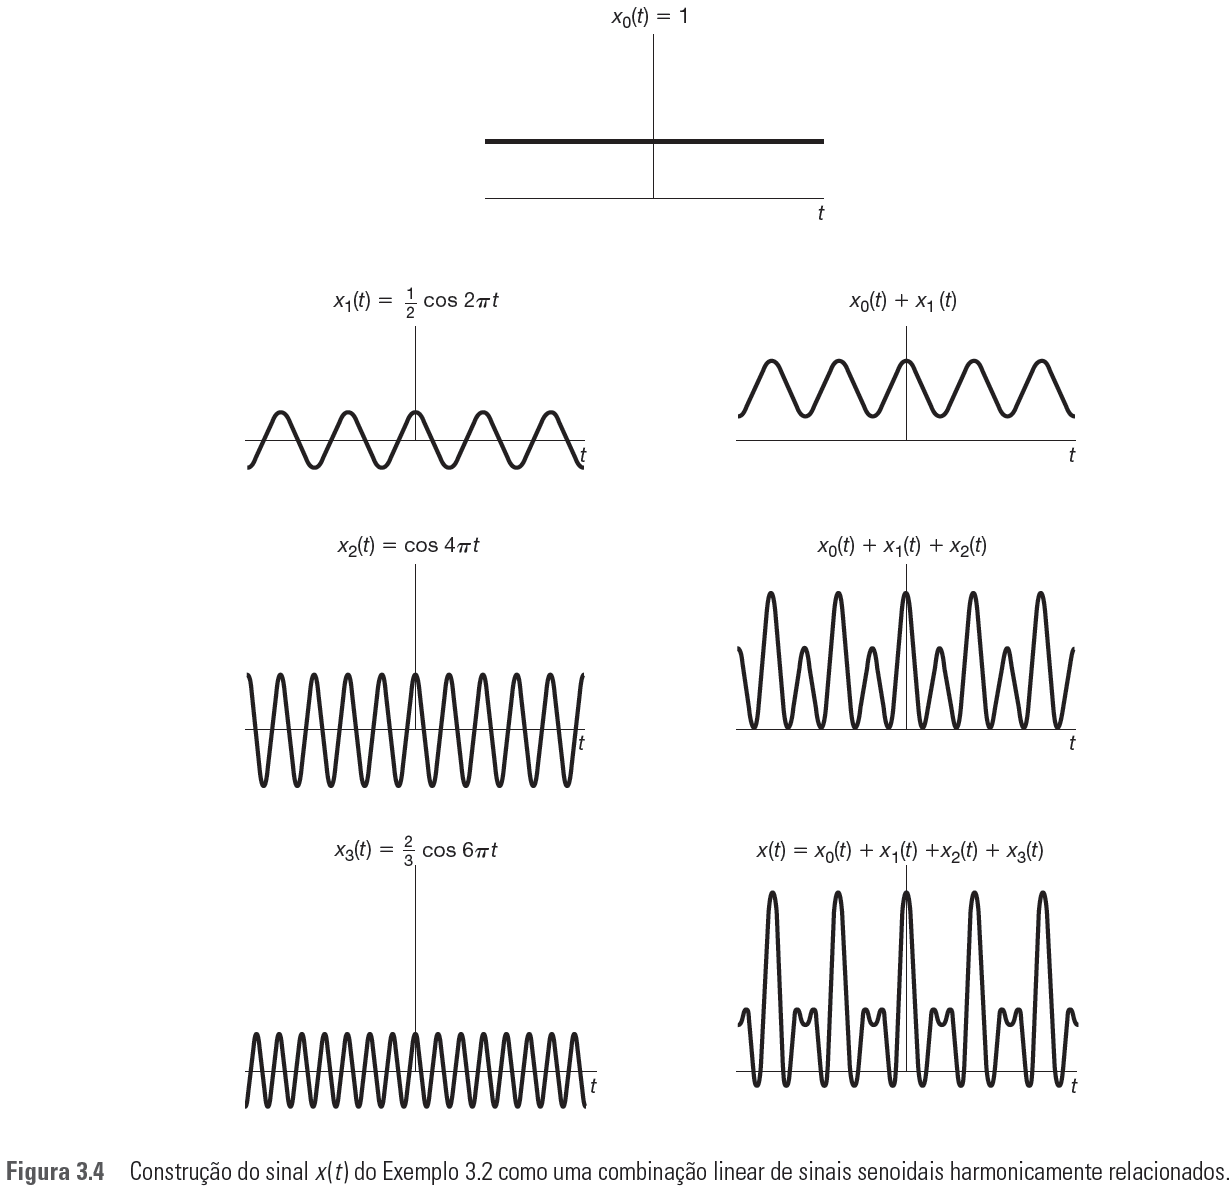 x₀(t) = 1
t
x₁(t) = 1/2 cos 2πt
t
x₀(t) + x₁ (t)
t
x₂(t) = cos 4πt
t
x₀(t) + x₁(t) + x₂(t)
t
x₃(t) = 2/3 cos 6πt
t
x(t) = x₀(t) + x₁(t) +x₂(t) + x₃(t)
t
Figura 3.4 Construção do sinal x(t) do Exemplo 3.2 como uma combinação linear de sinais senoidais harmonicamente relacionados.